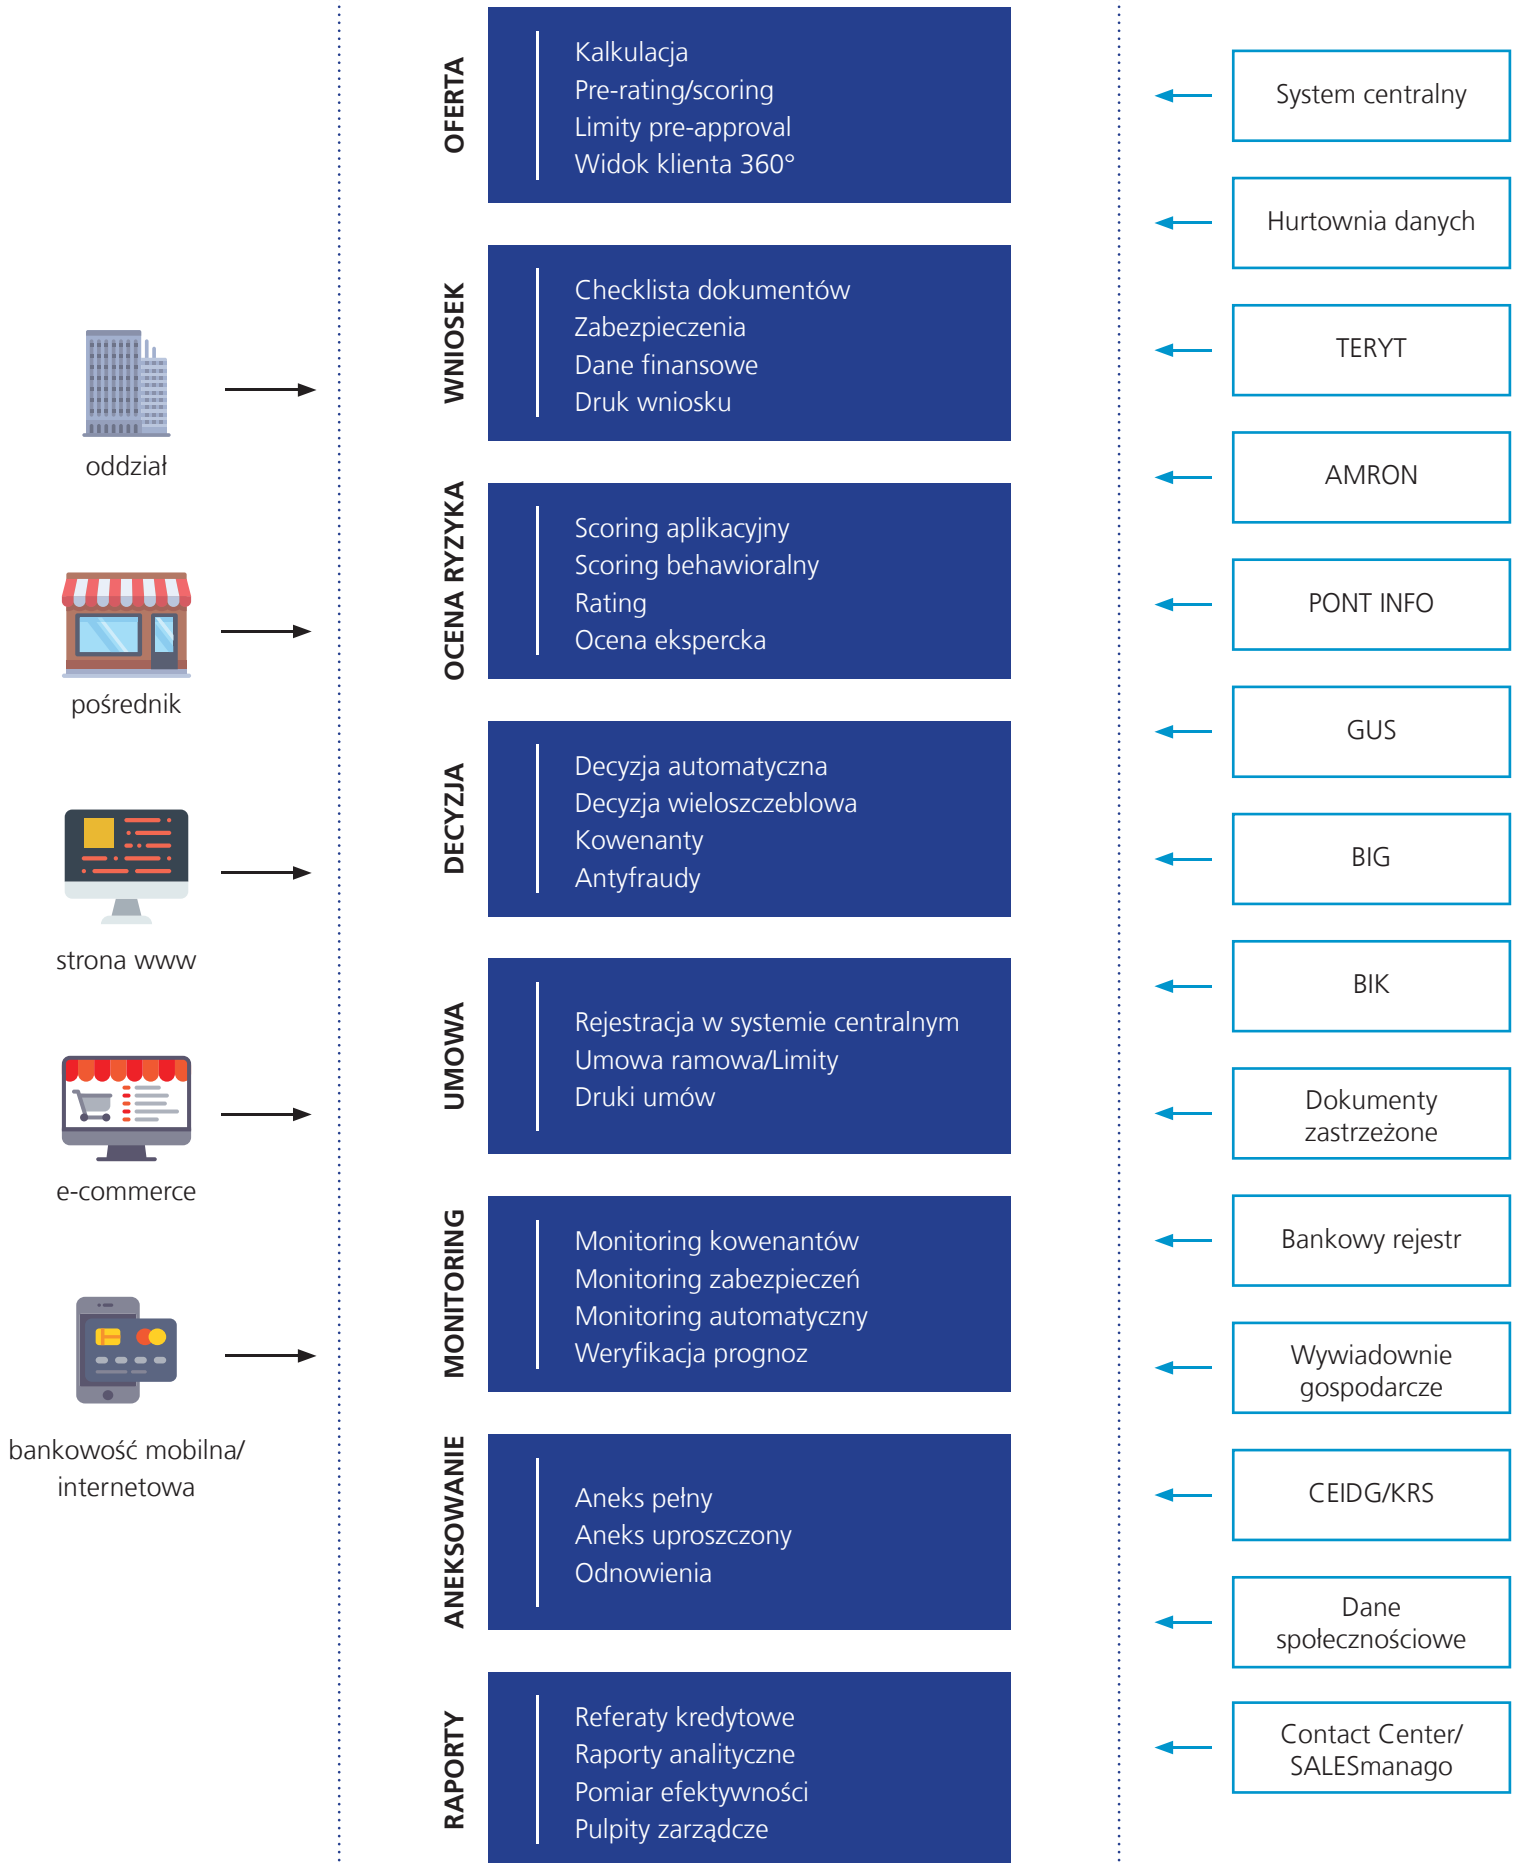 oddział
pośrednik
strona www
e-commerce
bankowość mobilna/
internetowa
OFERTA
Kalkulacja
Pre-rating/scoring
Limity pre-approval
Widok klienta 360°
WNIOSEK
Checklista dokumentów
Zabezpieczenia
Dane finansowe
Druk wniosku
OCENA RYZYKA
Scoring aplikacyjny
Scoring behawioralny
Rating
Ocena ekspercka
DECYZJA
Decyzja automatyczna
Decyzja wieloszczeblowa
Kowenanty
Antyfraudy
UMOWA
Rejestracja w systemie centralnym
Umowa ramowa/Limity
Druki umów
MONITORING
Monitoring kowenantów
Monitoring zabezpieczeń
Monitoring automatyczny
Weryfikacja prognoz
ANEKSOWANIE
Aneks pełny
Aneks uproszczony
Odnowienia
RAPORTY
Referaty kredytowe
Raporty analityczne
Pomiar efektywności
Pulpity zarządcze
System centralny
Hurtownia danych
TERYT
AMRON
PONT INFO
GUS
BIG
BIK
Dokumenty
zastrzeżone
Bankowy rejestr
Wywiadownie
gospodarcze
CEIDG/KRS
Dane
społecznościowe
Contact Center/
SALESmanago